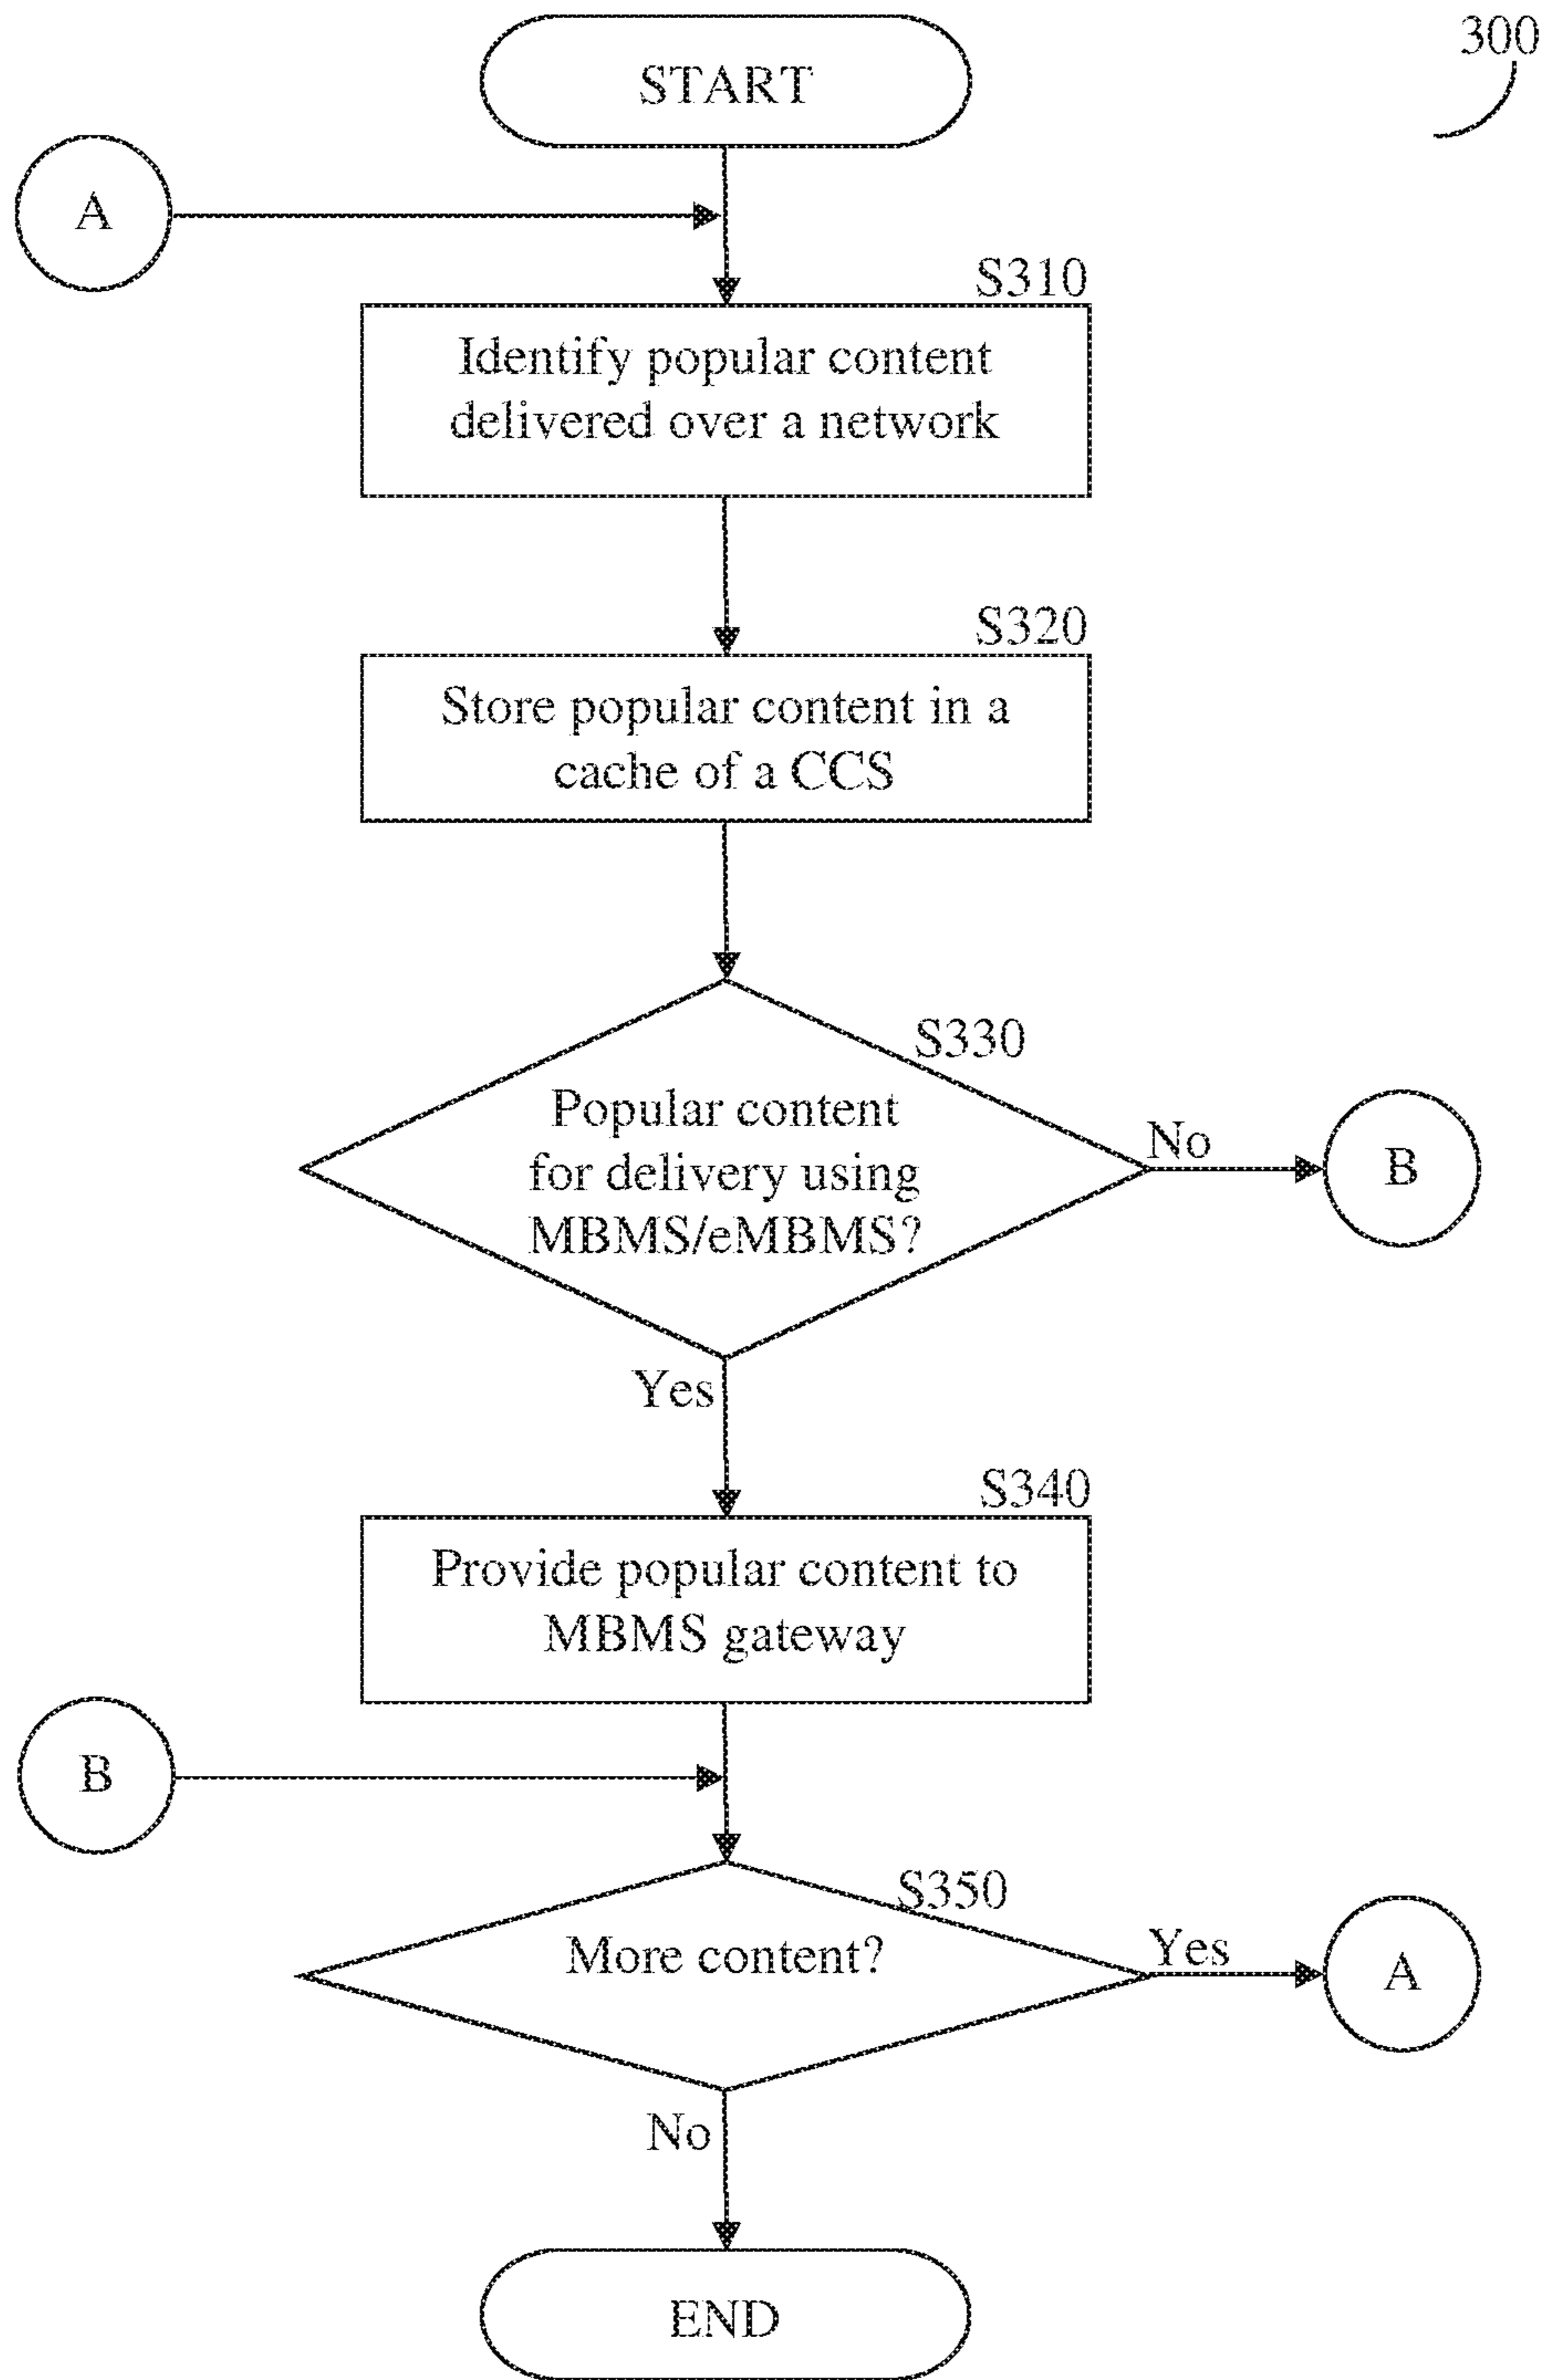 300
START
A
S310
Identify popular content
delivered over a network
S320
Store popular content in a
cache of a CCS
S330
Popular content
for delivery using
MBMS/eMBMS?
No
B
Yes
S340
Provide popular content to
MBMS gateway
B
S350
More content?
Yes
A
No
END